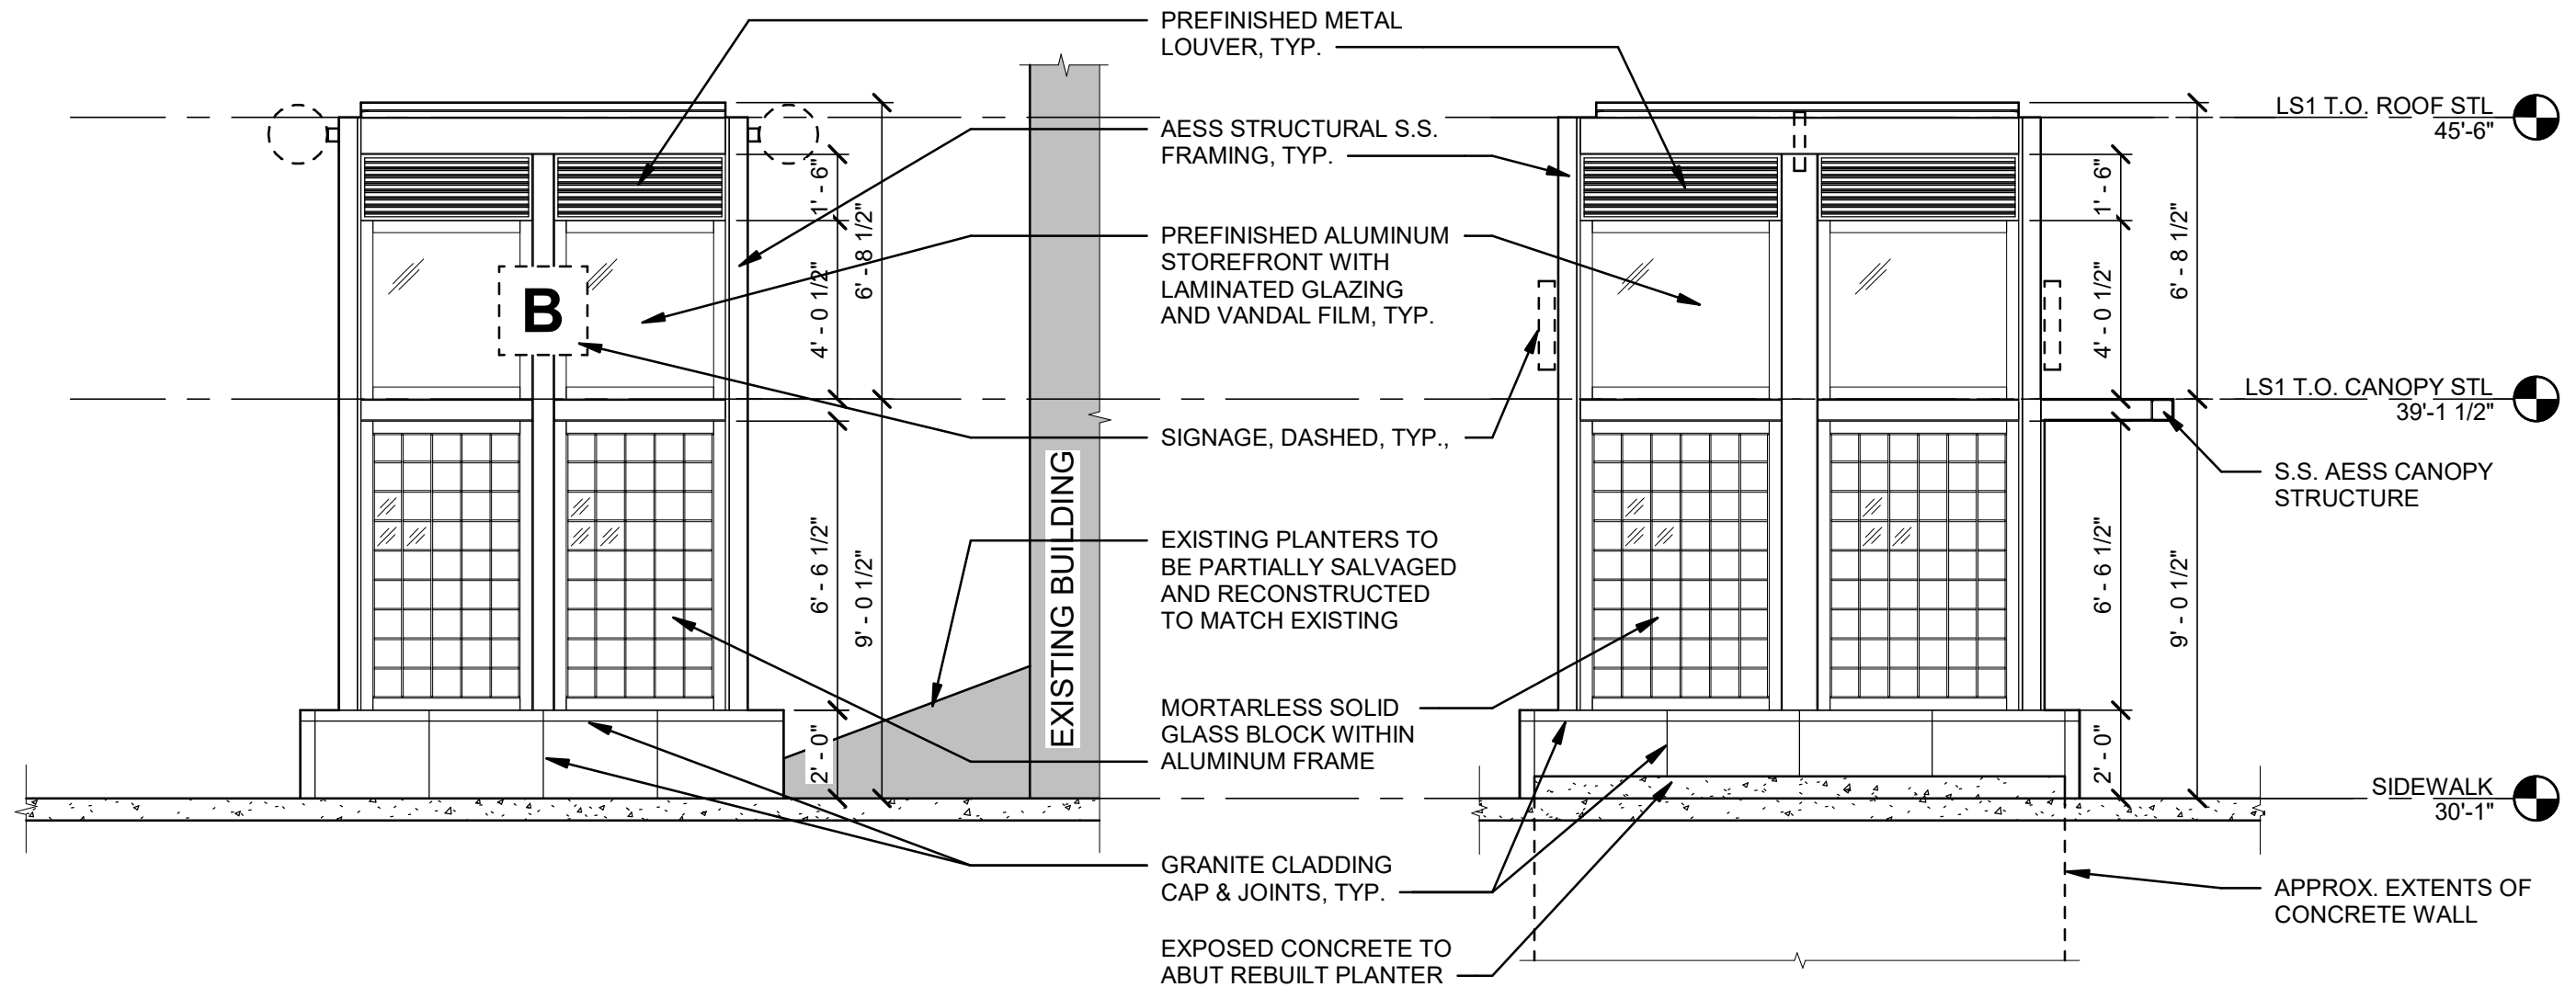 PREFINISHED METAL
LOUVER, TYP.
AESS STRUCTURAL S.S.
FRAMING, TYP.
PREFINISHED ALUMINUM
STOREFRONT WITH
LAMINATED GLAZING
AND VANDAL FILM, TYP.
SIGNAGE, DASHED, TYP.,
EXISTING PLANTERS TO
BE PARTIALLY SALVAGED
AND RECONSTRUCTED
TO MATCH EXISTING
MORTARLESS SOLID
GLASS BLOCK WITHIN
ALUMINUM FRAME
GRANITE CLADDING
CAP & JOINTS, TYP.
EXPOSED CONCRETE TO
ABUT REBUILT PLANTER
B
1' - 6"
4' - 0 1/2"
6' - 8 1/2"
6' - 6 1/2"
9' - 0 1/2"
2' - 0"
EXISTING BUILDING
1' - 6"
4' - 0 1/2"
6' - 8 1/2"
6' - 6 1/2"
9' - 0 1/2"
2' - 0"
LS1 T.O. ROOF STL
45'-6"
LS1 T.O. CANOPY STL
39'-1 1/2"
S.S. AESS CANOPY
STRUCTURE
SIDEWALK
30'-1"
APPROX. EXTENTS OF
CONCRETE WALL